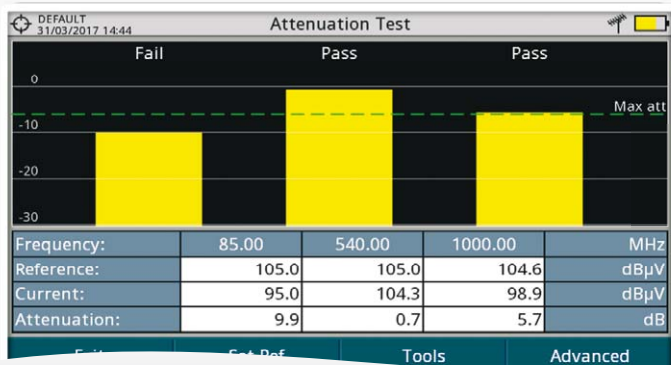 DEFAULT
31/03/2017 14:44
Attenuation Test
Fail Pass Pass
0
Max att
-10
-20
-30
Frequency: 85.00 540.00 1000.00 MHz
Reference: 105.0 105.0 104.6 dBµV
Current: 95.0 104.3 98.9 dBµV
Attenuation: 9.9 0.7 5.7 dB
Tools Advanced